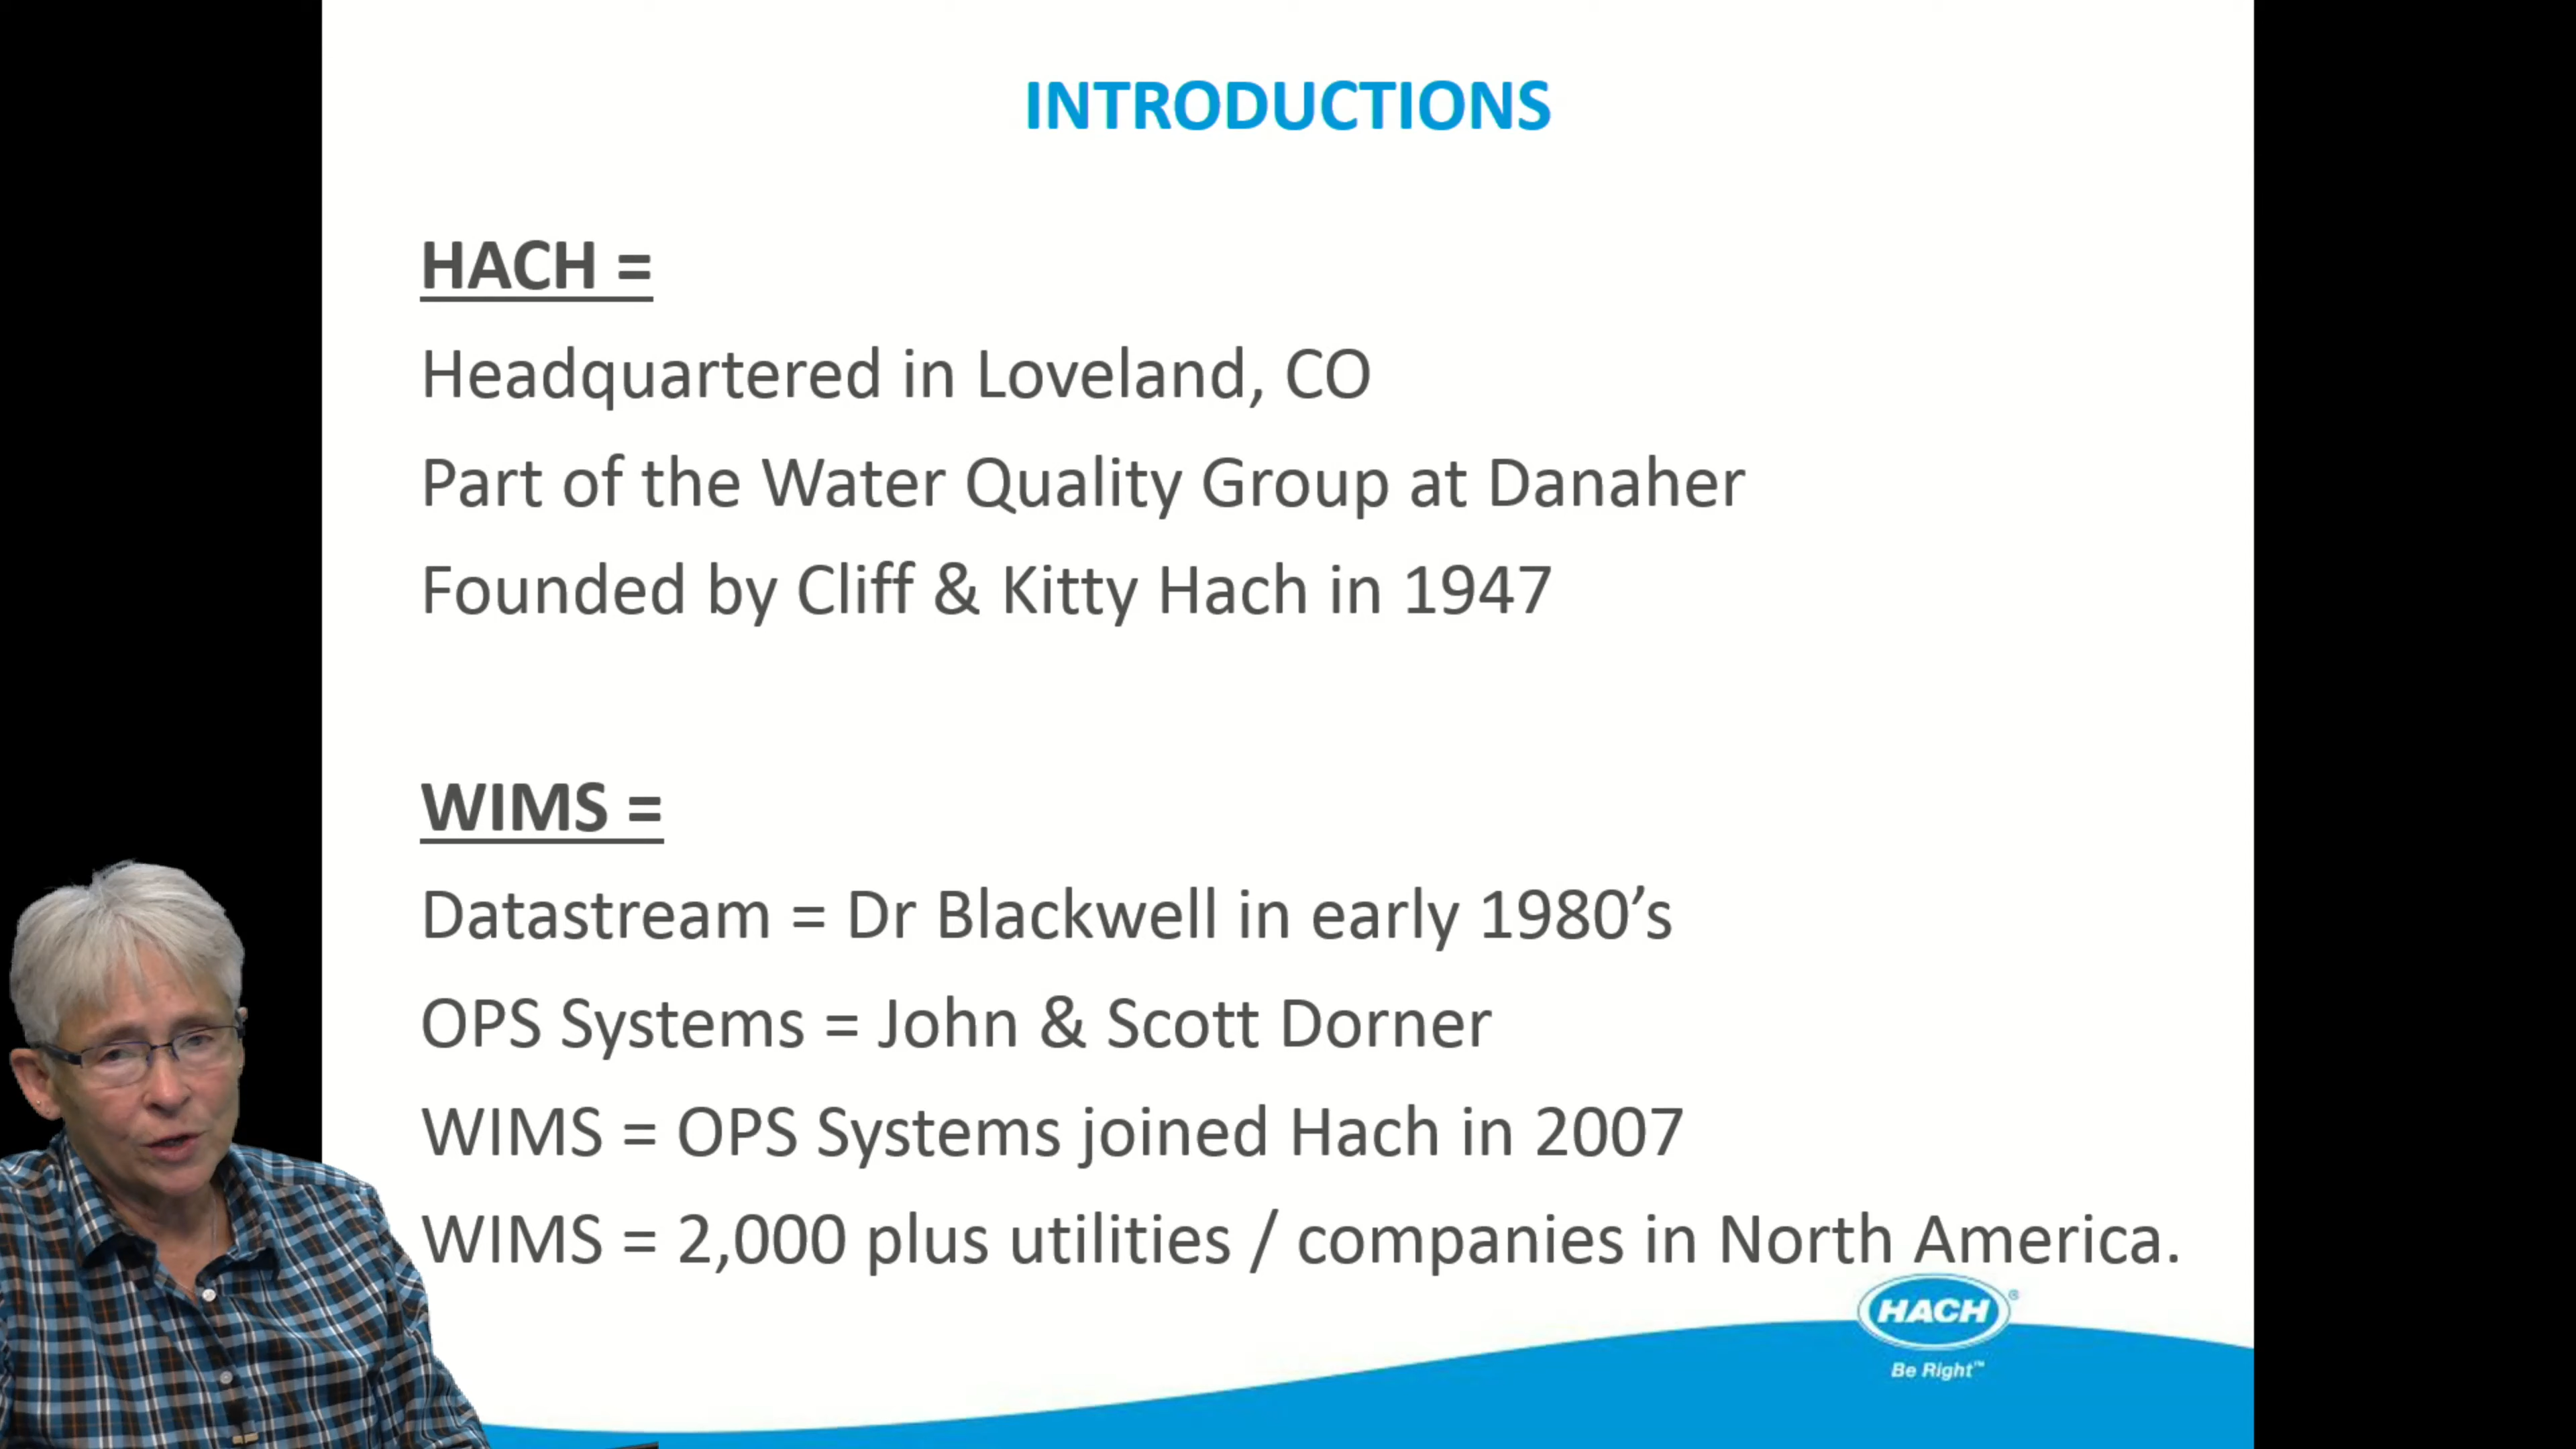 INTRODUCTIONS
HACH =
Headquartered in Loveland, CO
Part of the Water Quality Group at Danaher
Founded by Cliff & Kitty Hach in 1947
WIMS =
Datastream = Dr Blackwell in early 1980’s
OPS Systems = John & Scott Dorner
WIMS = OPS Systems joined Hach in 2007
WIMS = 2,000 plus utilities / companies in North America.
HACH®
Be Right™